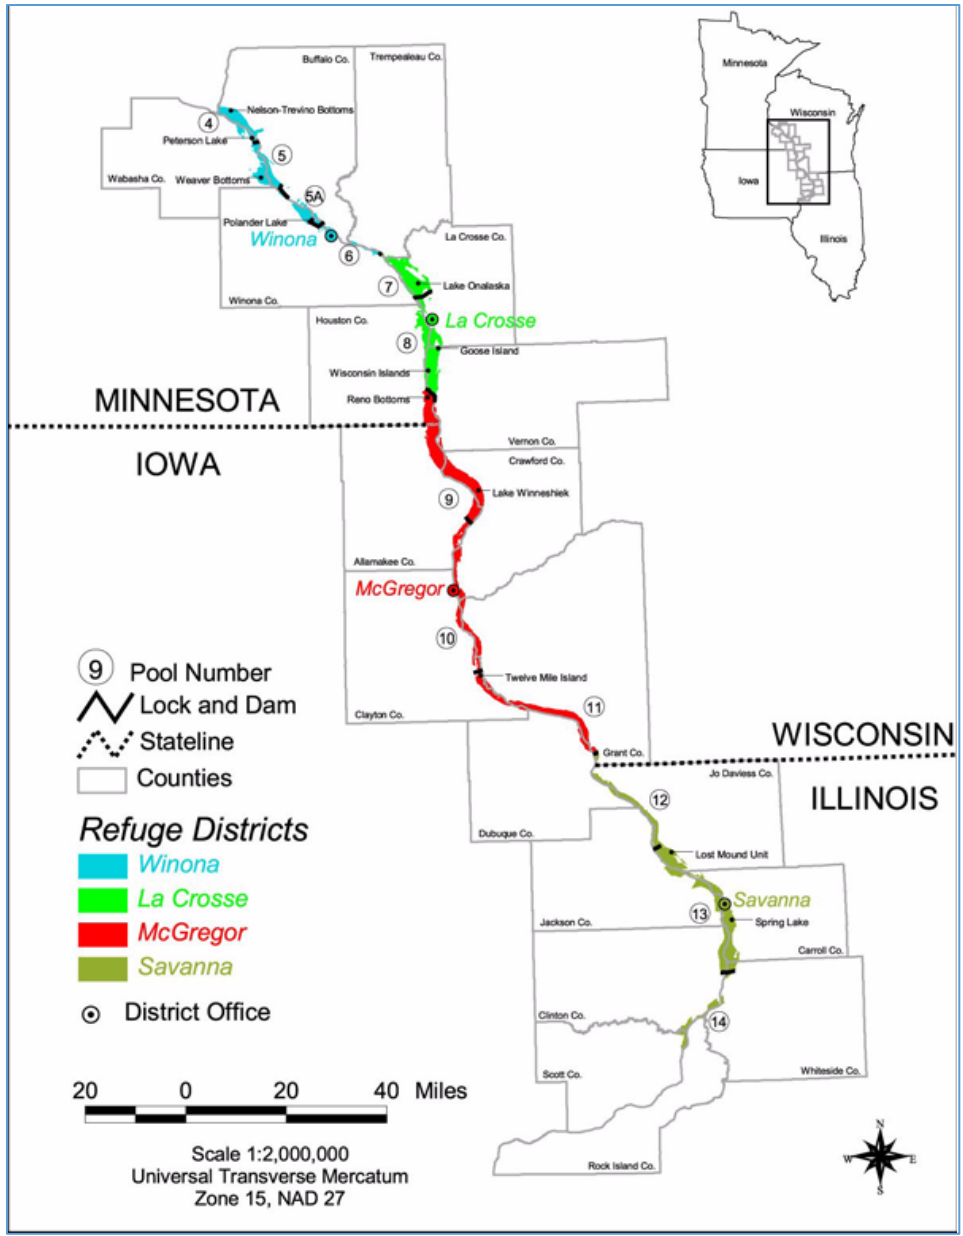 Buffalo Co.
Trempealeau Co.
Minnesota
Wisconsin
Iowa
Illinois
Nelson-Trevino Bottoms
4
Peterson Lake
5
Wabasha Co.
Weaver Bottoms
5A
Polander Lake
Winona
6
La Crosse Co.
7
Lake Onalaska
Winona Co.
Houston Co.
La Crosse
8
Goose Island
Wisconsin Islands
Reno Bottoms
MINNESOTA
IOWA
Vernon Co.
Crawford Co.
9
Lake Winneshiek
Allamakee Co.
McGregor
10
Twelve Mile Island
Clayton Co.
11
Grant Co.
WISCONSIN
ILLINOIS
Jo Daviess Co.
12
Dubuque Co.
Lost Mound Unit
Savanna
13
Spring Lake
Jackson Co.
Carroll Co.
Clinton Co.
14
Scott Co.
Whiteside Co.
Rock Island Co.
9 Pool Number
Lock and Dam
Stateline
Counties
Refuge Districts
Winona
La Crosse
McGregor
Savanna
District Office
20 0 20 40 Miles
Scale 1:2,000,000
Universal Transverse Mercatum
Zone 15, NAD 27
N
W E
S